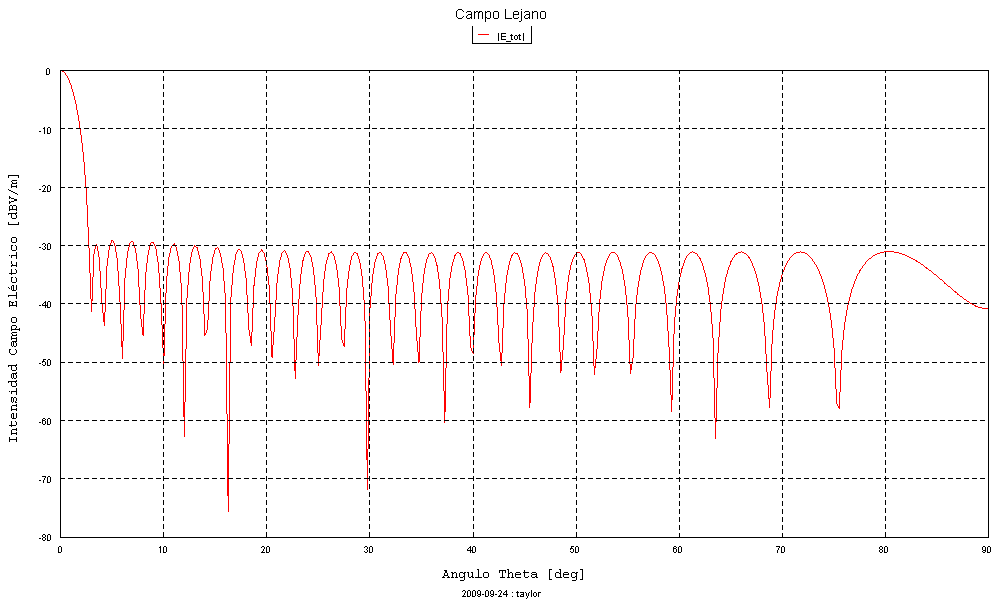 Campo Lejano
|E_tot|
0
-10
-20
-30
-40
-50
-60
-70
-80
Intensidad Campo Eléctrico [dBV/m]
0 10 20 30 40 50 60 70 80 90
Angulo Theta [deg]
2009-09-24 : taylor